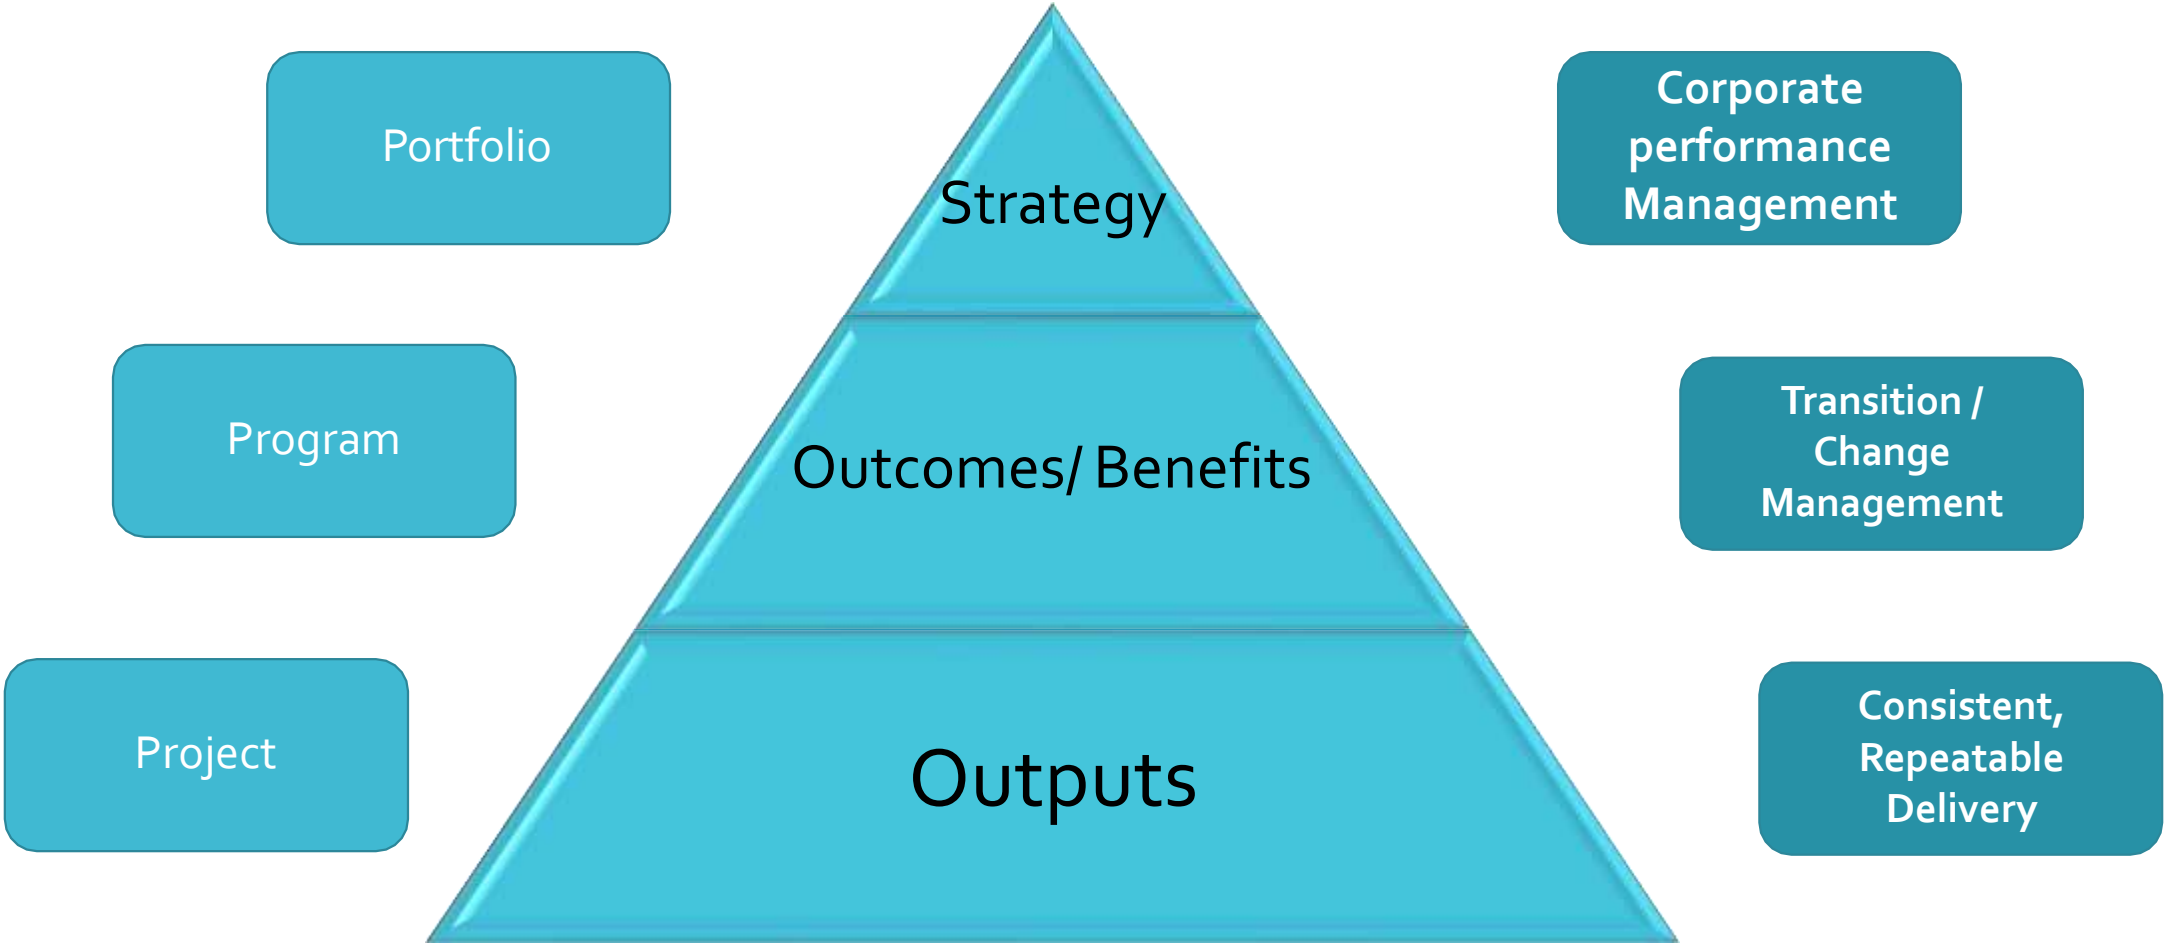 Portfolio
Strategy
Corporate
performance
Management
Program
Outcomes/ Benefits
Transition /
Change
Management
Project
Outputs
Consistent,
Repeatable
Delivery